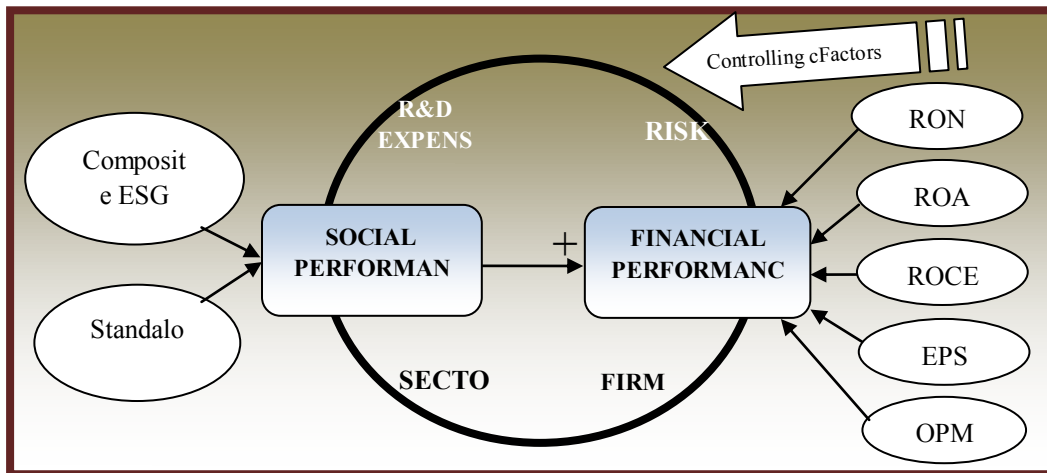 Controlling cFactors
R&D
EXPENS
RISK
Composit
e ESG
Standalo
SOCIAL
PERFORMAN
+
FINANCIAL
PERFORMANC
RON
ROA
ROCE
EPS
OPM
SECTO
FIRM